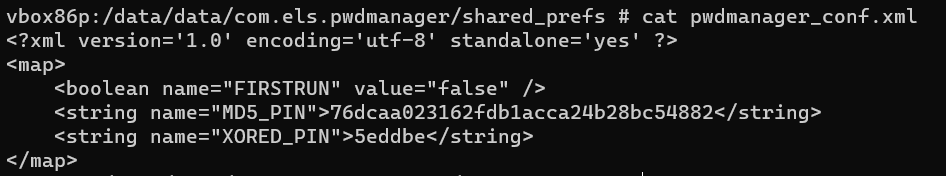 vbox86p:/data/data/com.els.pwdmanager/shared_prefs # cat pwdmanager_conf.xml
<?xml version='1.0' encoding='utf-8' standalone='yes' ?>
<map>
    <boolean name="FIRSTRUN" value="false" />
    <string name="MD5_PIN">76dcaa023162fdb1acca24b28bc54882</string>
    <string name="XORED_PIN">5eddbe</string>
</map>